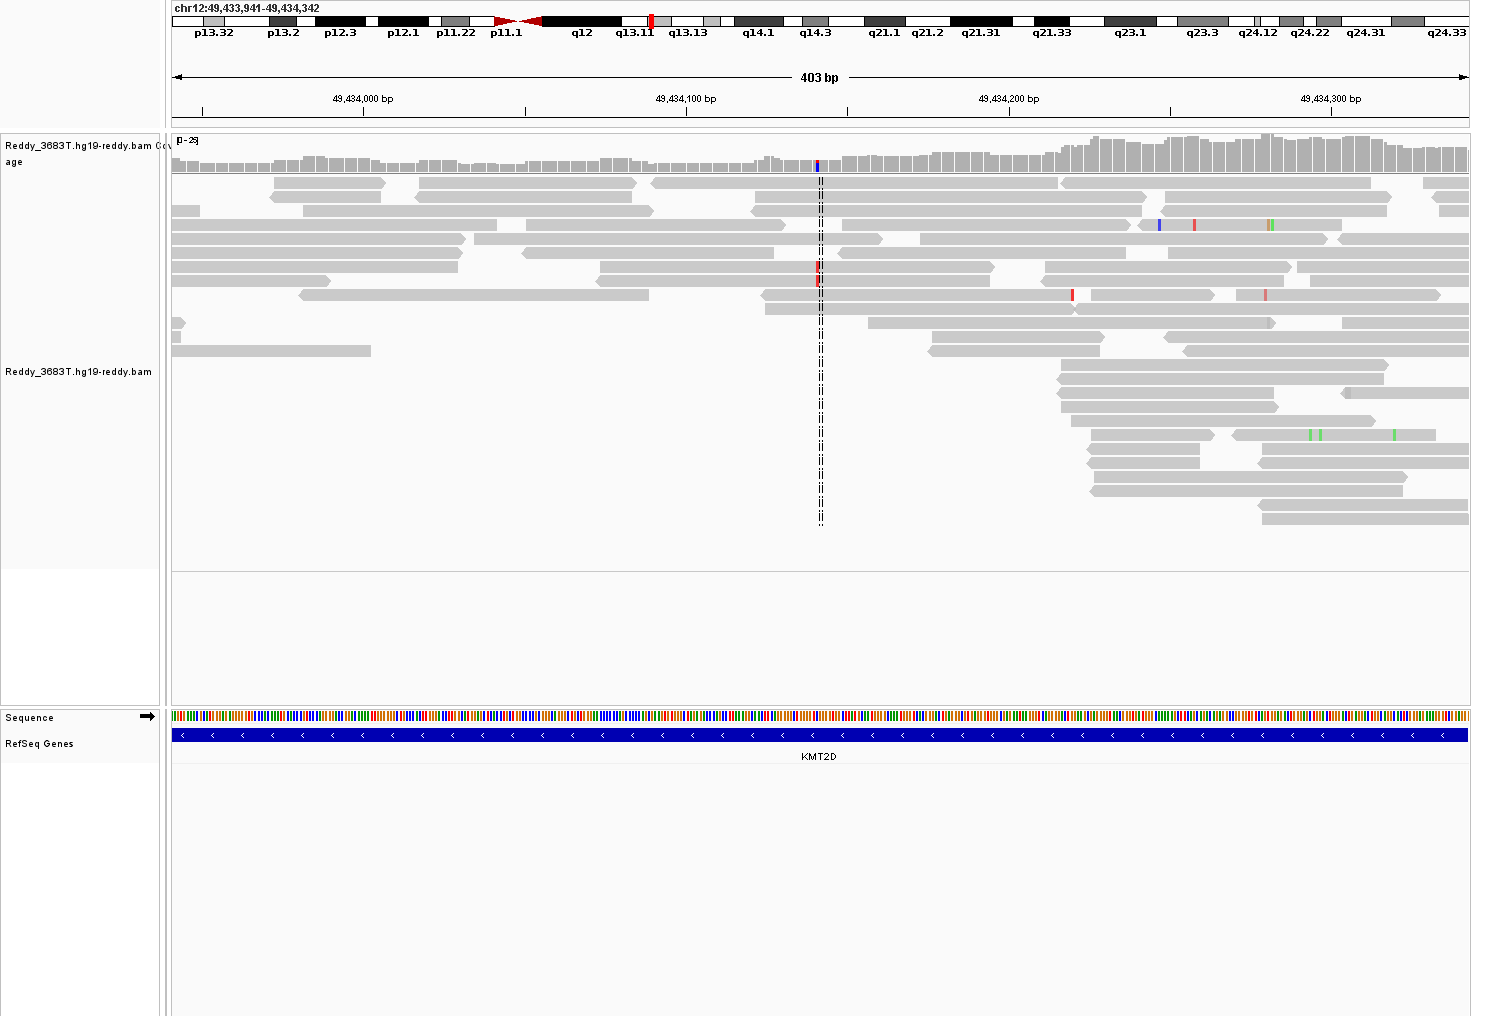 chr12:49,433,941-49,434,342
p13.32 p13.2 p12.3 p12.1 p11.22 p11.1 q12 q13.11 q13.13 q14.1 q14.3 q21.1 q21.2 q21.31 q21.33 q23.1 q23.3 q24.12 q24.22 q24.31 q24.33
403 bp
49,434,000 bp 49,434,100 bp 49,434,200 bp 49,434,300 bp
Reddy_3683T.hg19-reddy.bam Cov
age
[0-25]
Reddy_3683T.hg19-reddy.bam
Sequence
RefSeq Genes
KMT2D